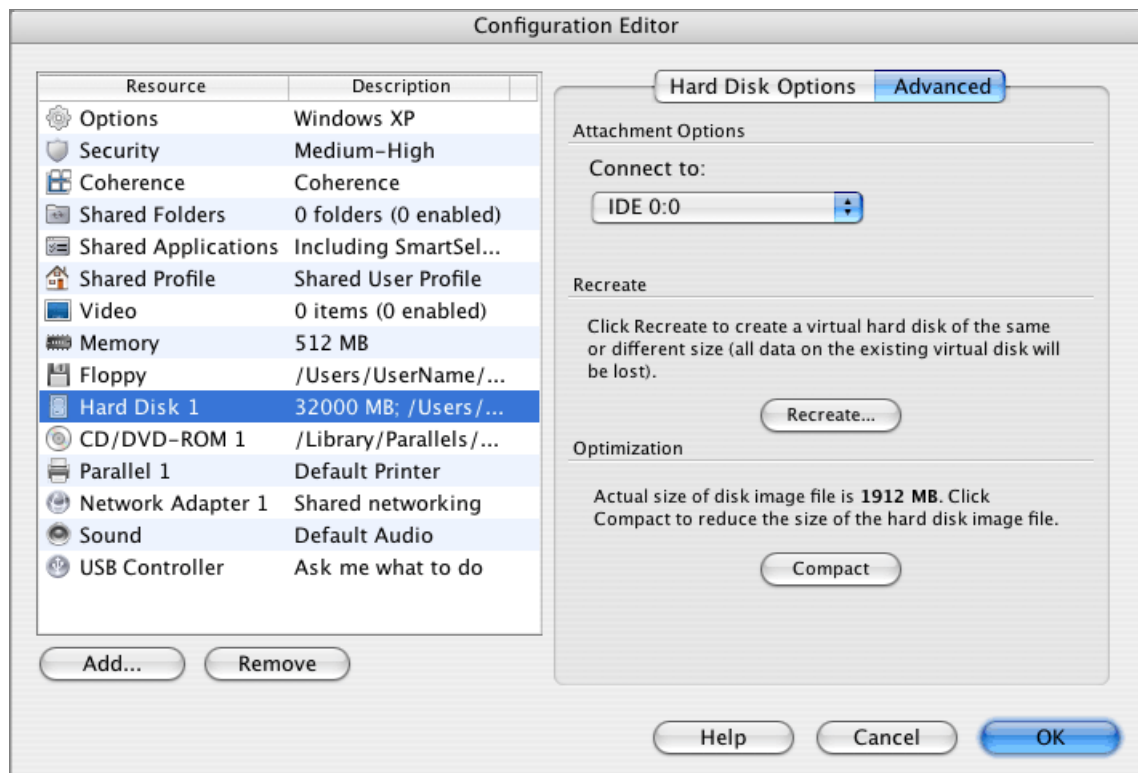 Configuration Editor
Resource Description
Options Windows XP
Security Medium-High
Coherence Coherence
Shared Folders 0 folders (0 enabled)
Shared Applications Including SmartSel...
Shared Profile Shared User Profile
Video 0 items (0 enabled)
Memory 512 MB
Floppy /Users/UserName/...
Hard Disk 1 32000 MB; /Users/...
CD/DVD-ROM 1 /Library/Parallels/...
Parallel 1 Default Printer
Network Adapter 1 Shared networking
Sound Default Audio
USB Controller Ask me what to do
Add... Remove
Hard Disk Options Advanced
Attachment Options
Connect to:
IDE 0:0
Recreate
Click Recreate to create a virtual hard disk of the same
or different size (all data on the existing virtual disk will
be lost).
Recreate...
Optimization
Actual size of disk image file is 1912 MB. Click
Compact to reduce the size of the hard disk image file.
Compact
Help Cancel OK